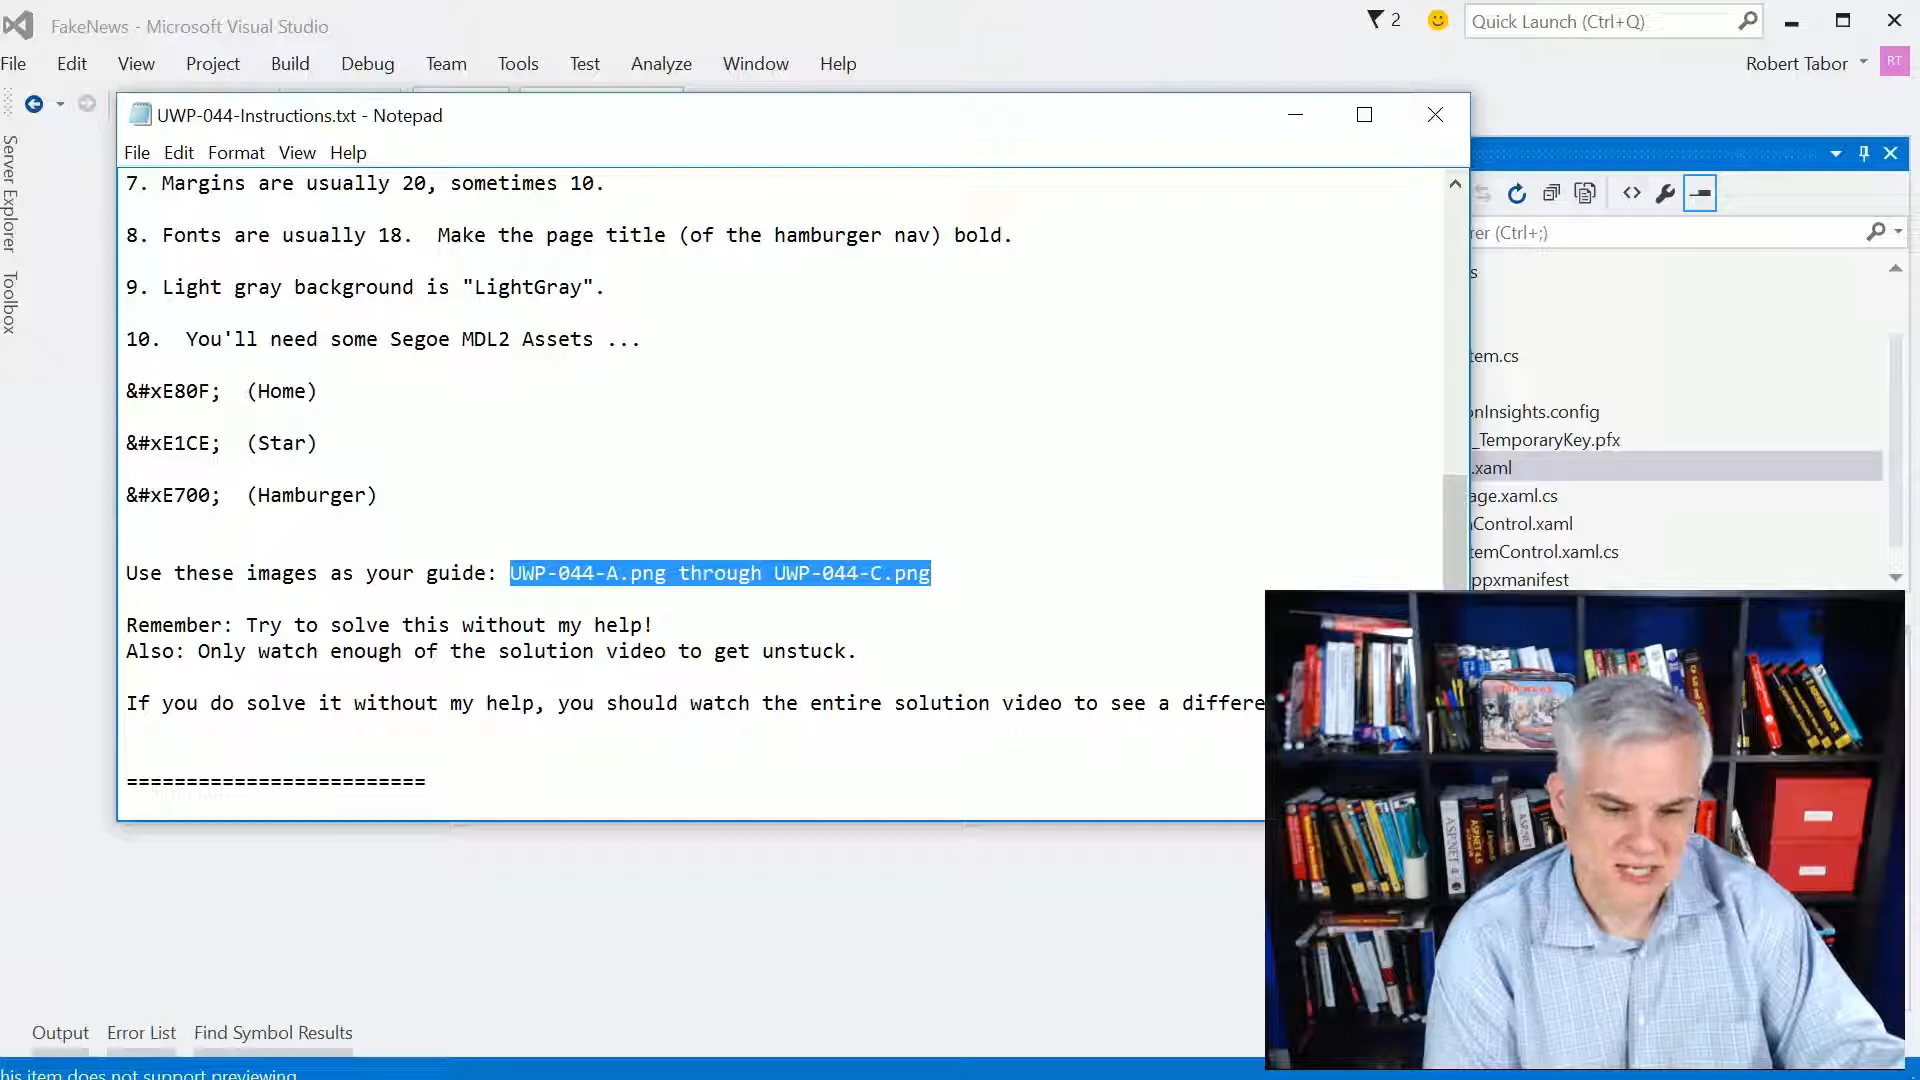 FakeNews - Microsoft Visual Studio
2
Quick Launch (Ctrl+Q)
File Edit View Project Build Debug Team Tools Test Analyze Window Help
Robert Tabor
RT
Server Explorer
Toolbox
UWP-044-Instructions.txt - Notepad
File Edit Format View Help
7. Margins are usually 20, sometimes 10.
8. Fonts are usually 18.  Make the page title (of the hamburger nav) bold.
9. Light gray background is "LightGray".
10.  You'll need some Segoe MDL2 Assets ...
&#xE80F;  (Home)
&#xE1CE;  (Star)
&#xE700;  (Hamburger)
Use these images as your guide: UWP-044-A.png through UWP-044-C.png
Remember: Try to solve this without my help!
Also: Only watch enough of the solution video to get unstuck.
If you do solve it without my help, you should watch the entire solution video to see a differe
=========================
rer (Ctrl+;)
s
tem.cs
onInsights.config
_TemporaryKey.pfx
.xaml
age.xaml.cs
Control.xaml
temControl.xaml.cs
ppxmanifest
ASP.NET
ASP.NET 4.5
Output Error List Find Symbol Results
his item does not support previewing